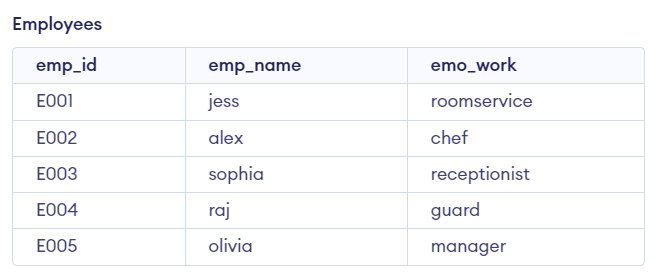 Employees
emp_id emp_name emo_work
E001 jess roomservice
E002 alex chef
E003 sophia receptionist
E004 raj guard
E005 olivia manager